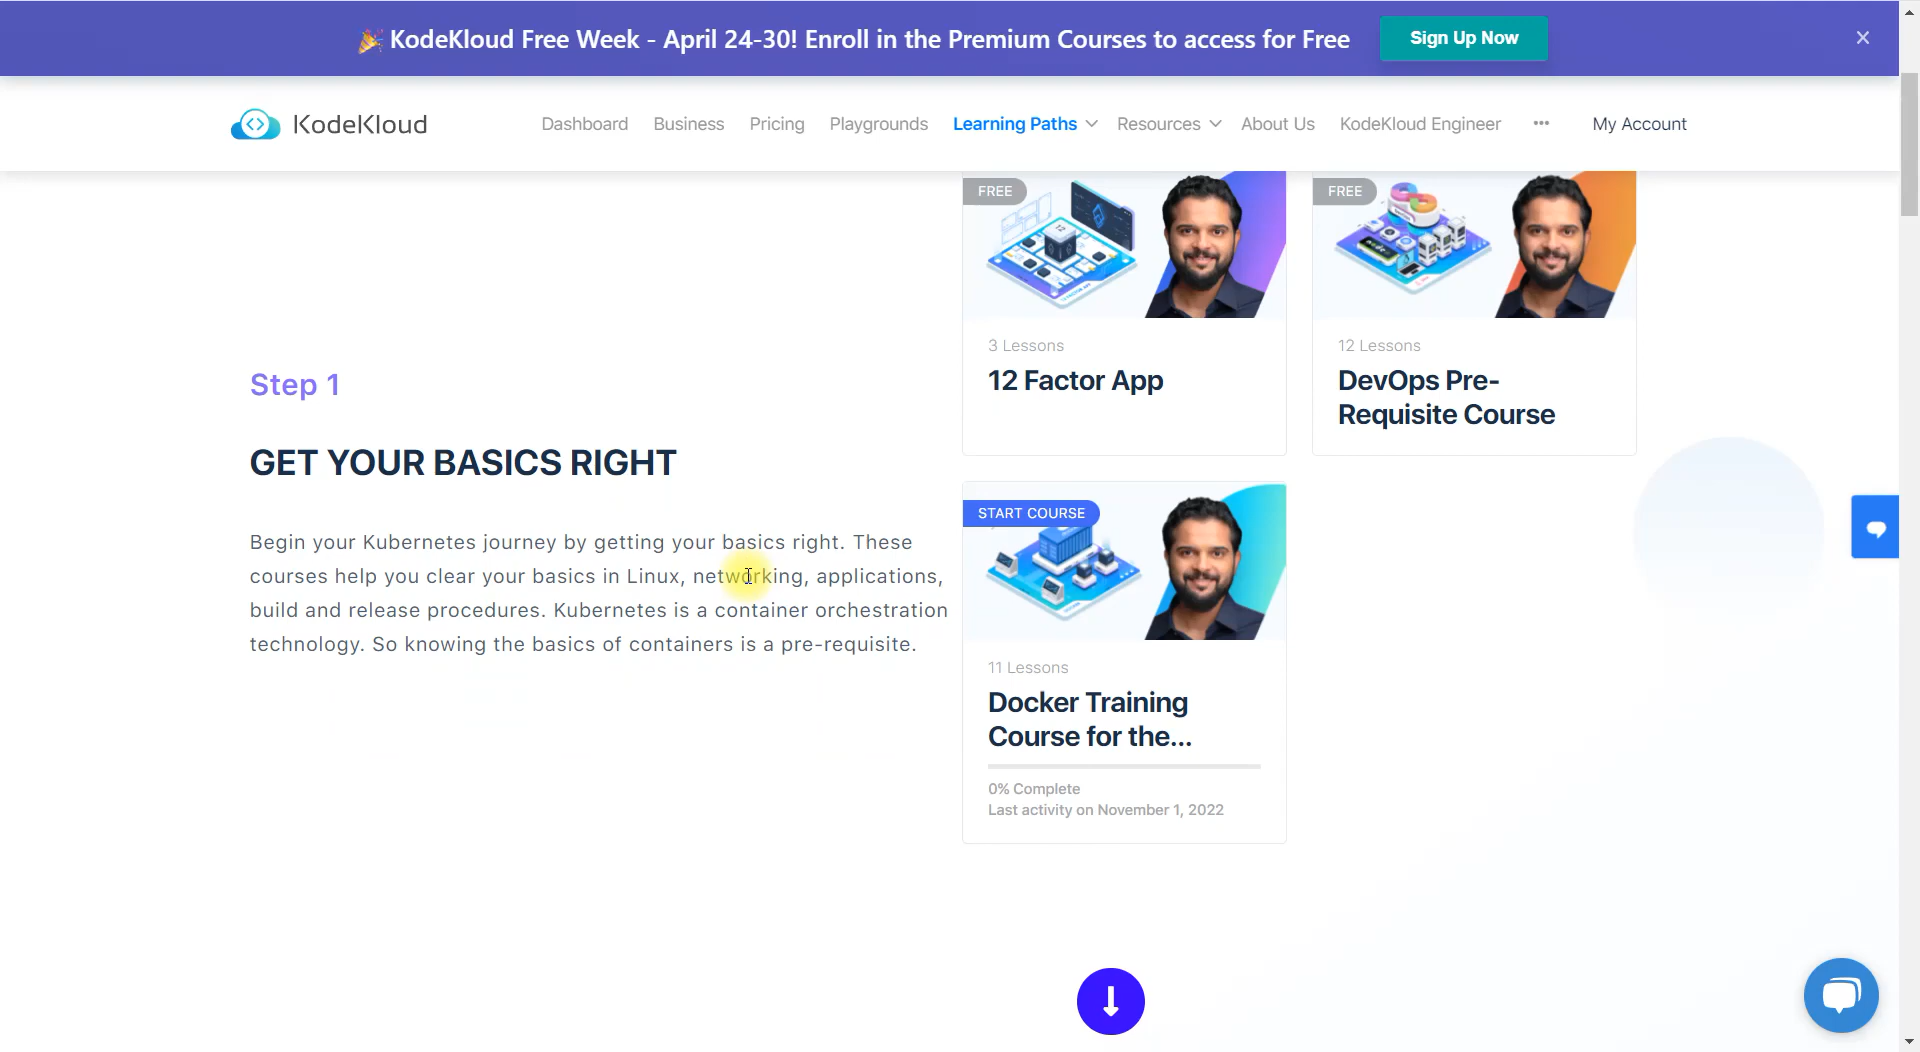 KodeKloud Free Week - April 24-30! Enroll in the Premium Courses to access for Free
Sign Up Now
KodeKloud
Dashboard
Business
Pricing
Playgrounds
Learning Paths
Resources
About Us
KodeKloud Engineer
My Account
Step 1
GET YOUR BASICS RIGHT
Begin your Kubernetes journey by getting your basics right. These
courses help you clear your basics in Linux, networking, applications,
build and release procedures. Kubernetes is a container orchestration
technology. So knowing the basics of containers is a pre-requisite.
FREE
3 Lessons
12 Factor App
FREE
12 Lessons
DevOps Pre-
Requisite Course
START COURSE
11 Lessons
Docker Training
Course for the...
0% Complete
Last activity on November 1, 2022